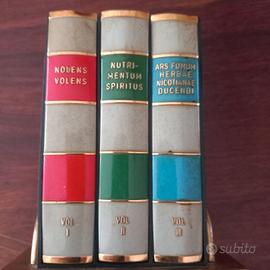 NOLENS
VOLENS
VOL
I
NUTRI-
MENTUM
SPIRITUS
VOL
II
ARS FUMUM
HERBAE
NICOTIANAE
DUCENDI
VOL
III
subito